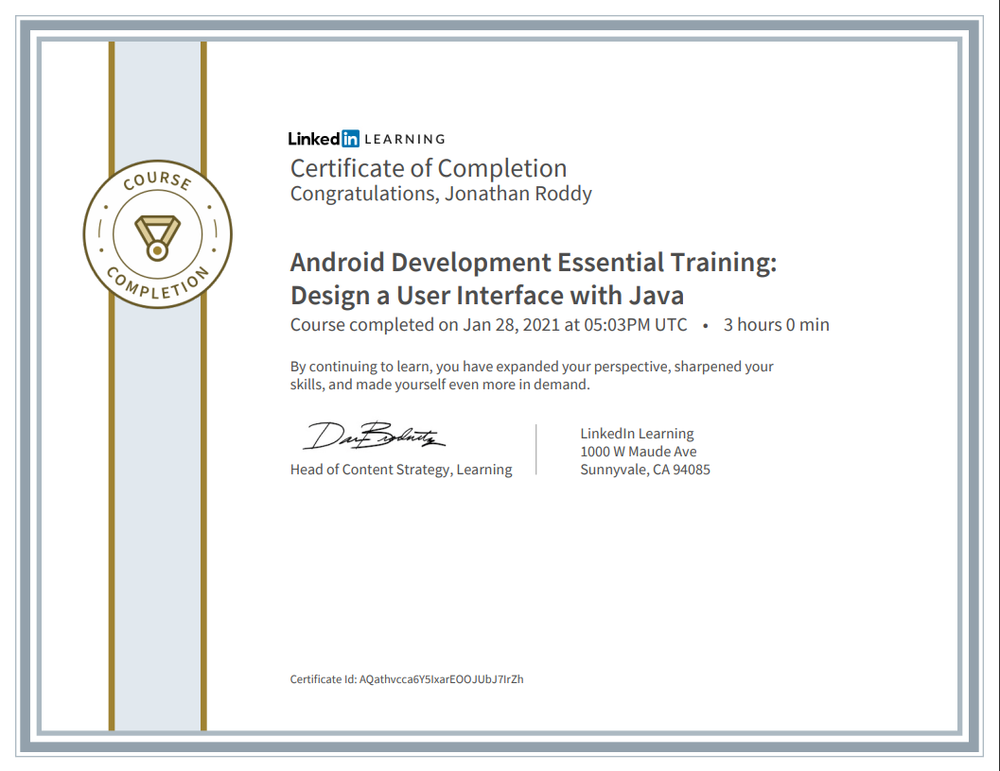 LinkedIn LEARNING
Certificate of Completion
Congratulations, Jonathan Roddy
COURSE
COMPLETION
Android Development Essential Training:
Design a User Interface with Java
Course completed on Jan 28, 2021 at 05:03PM UTC • 3 hours 0 min
By continuing to learn, you have expanded your perspective, sharpened your
skills, and made yourself even more in demand.
Head of Content Strategy, Learning
LinkedIn Learning
1000 W Maude Ave
Sunnyvale, CA 94085
Certificate Id: AQathvcca6Y5IxarEOOJUbJ7IrZh